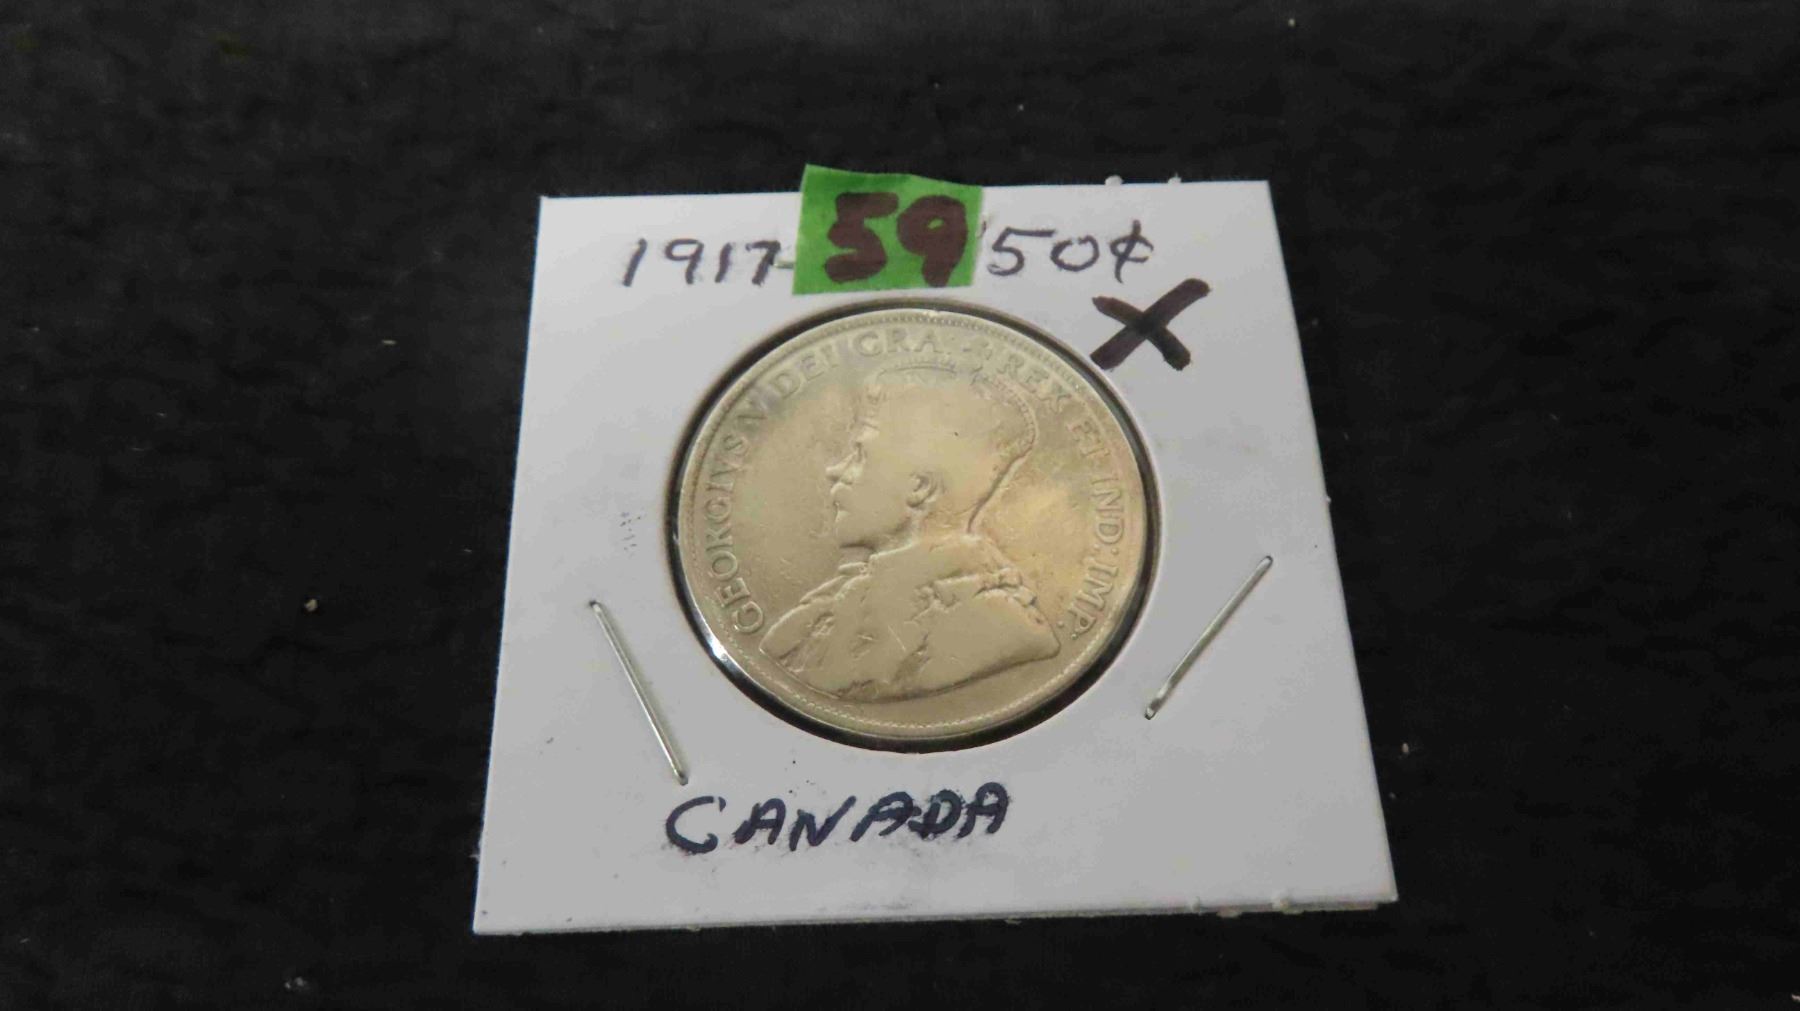 1917 59 50¢
X
GEORGIVS V DEI GRA: REX ET IND: IMP:
CANADA